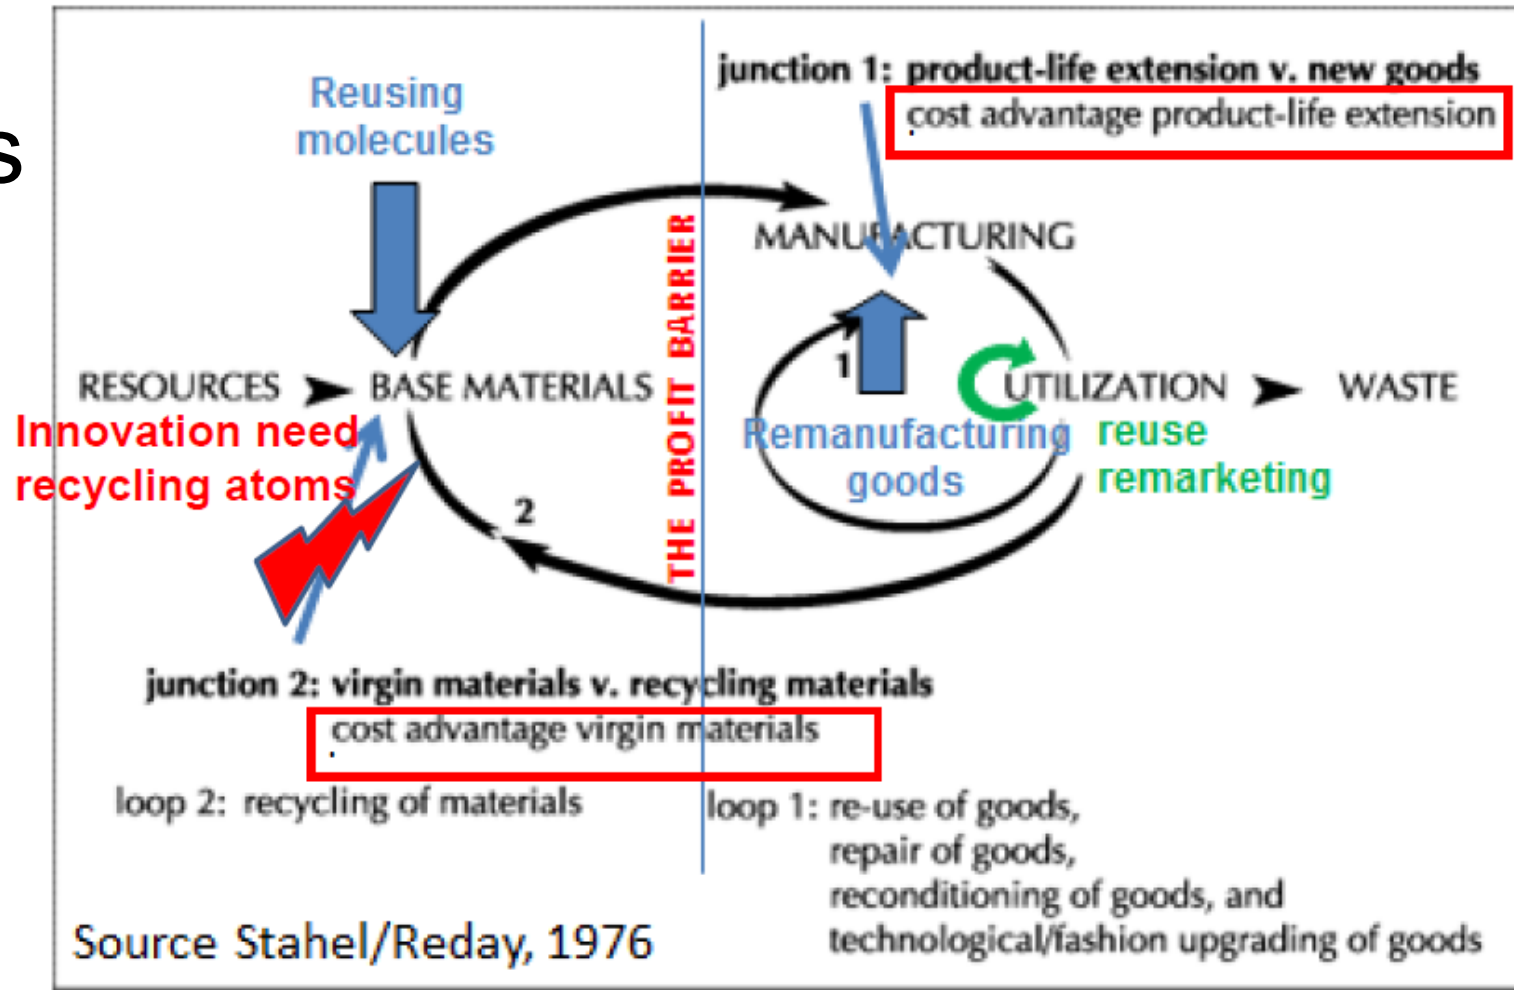 s
Reusing
molecules
junction 1: product-life extension v. new goods
cost advantage product-life extension
MANUFACTURING
THE PROFIT BARRIER
1
RESOURCES
BASE MATERIALS
UTILIZATION
WASTE
Innovation need
recycling atoms
Remanufacturing
goods
reuse
remarketing
2
junction 2: virgin materials v. recycling materials
cost advantage virgin materials
loop 2: recycling of materials
loop 1: re-use of goods,
repair of goods,
reconditioning of goods, and
technological/fashion upgrading of goods
Source Stahel/Reday, 1976